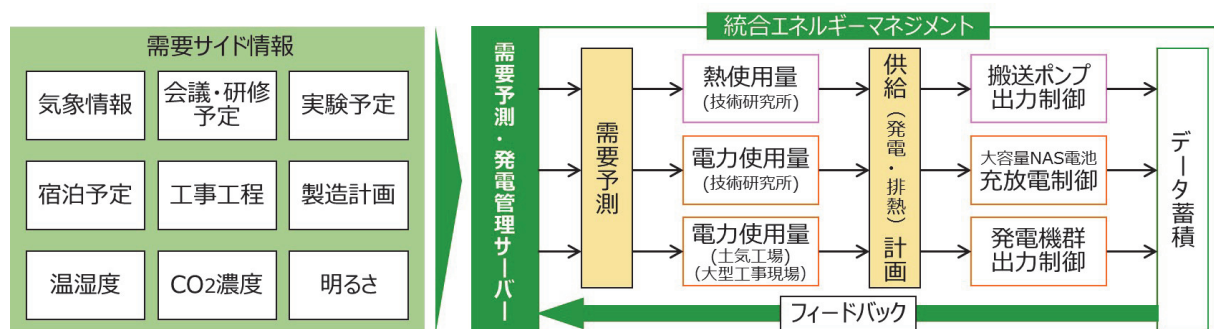 需要サイド情報
気象情報
会議・研修
予定
実験予定
宿泊予定
工事工程
製造計画
温湿度
CO2濃度
明るさ
統合エネルギーマネジメント
需要予測・発電管理サーバー
需要予測
熱使用量
(技術研究所)
電力使用量
(技術研究所)
電力使用量
(土気工場)
(大型工事現場)
供給(発電・排熱)計画
搬送ポンプ
出力制御
大容量NAS電池
充放電制御
発電機群
出力制御
データ蓄積
フィードバック